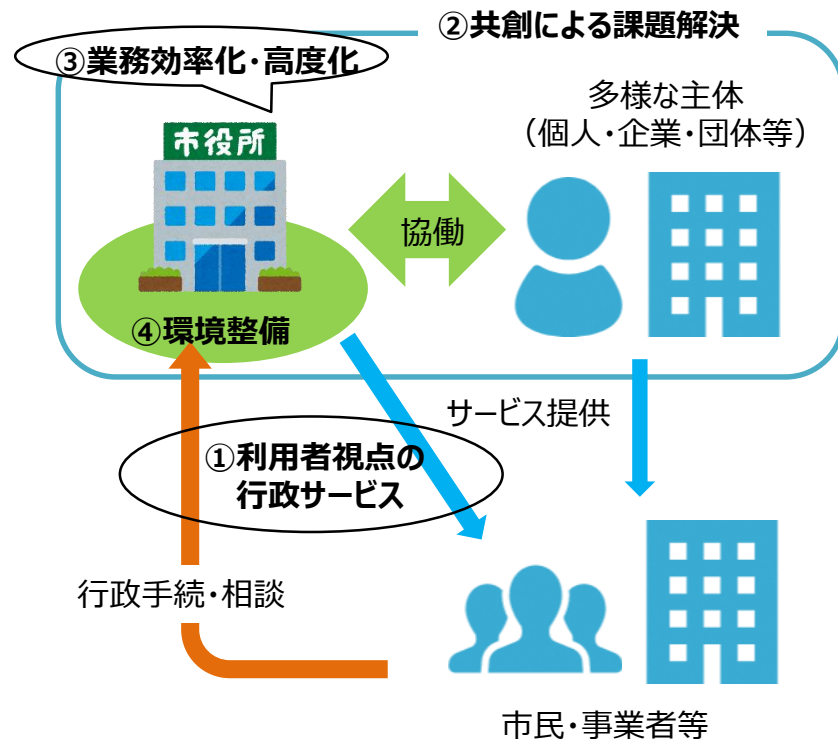 ②共創による課題解決
③業務効率化・高度化
多様な主体
（個人・企業・団体等）
市役所
協働
④環境整備
サービス提供
①利用者視点の
行政サービス
行政手続・相談
市民・事業者等